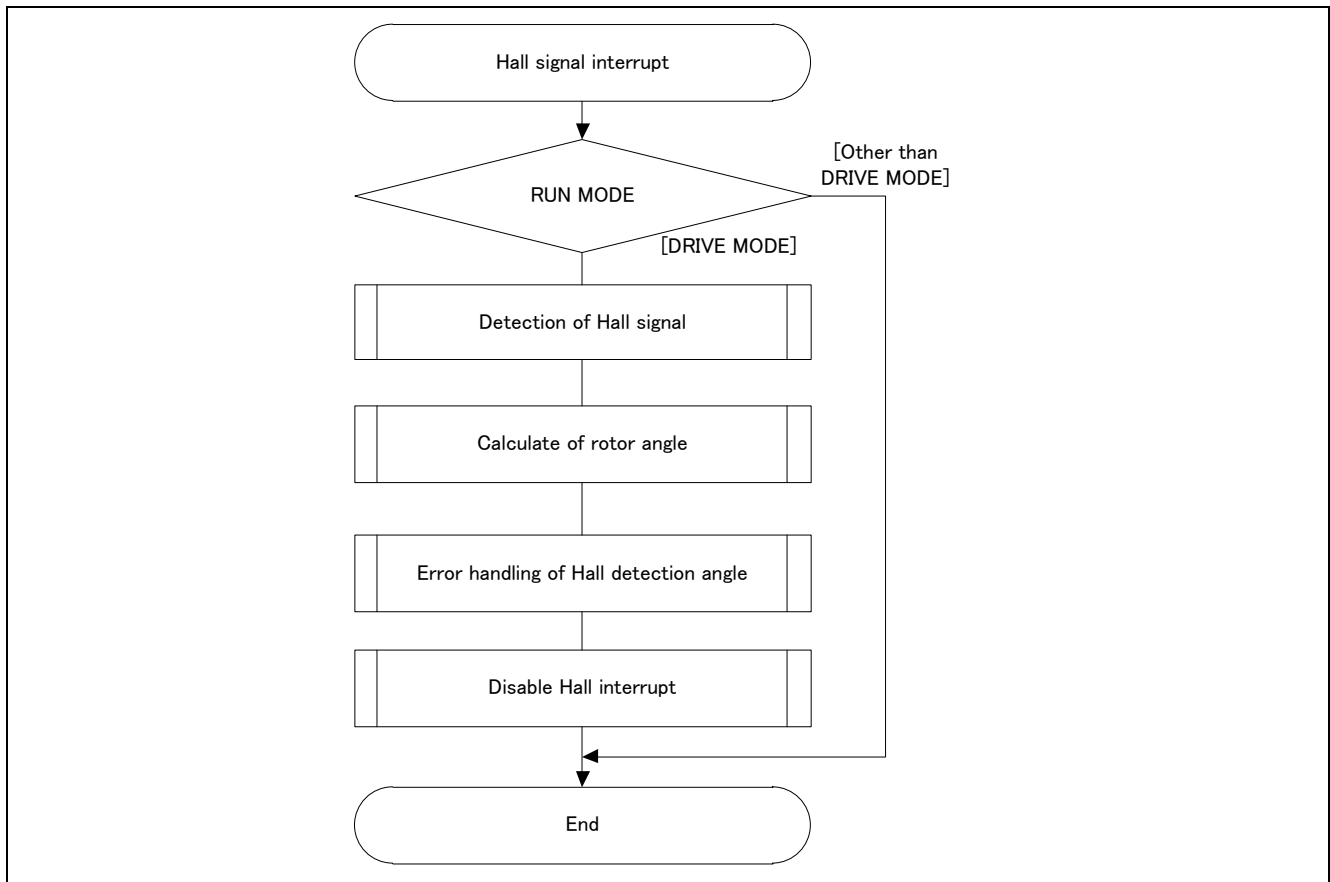 Hall signal interrupt
[Other than
DRIVE MODE]
RUN MODE
[DRIVE MODE]
Detection of Hall signal
Calculate of rotor angle
Error handling of Hall detection angle
Disable Hall interrupt
End